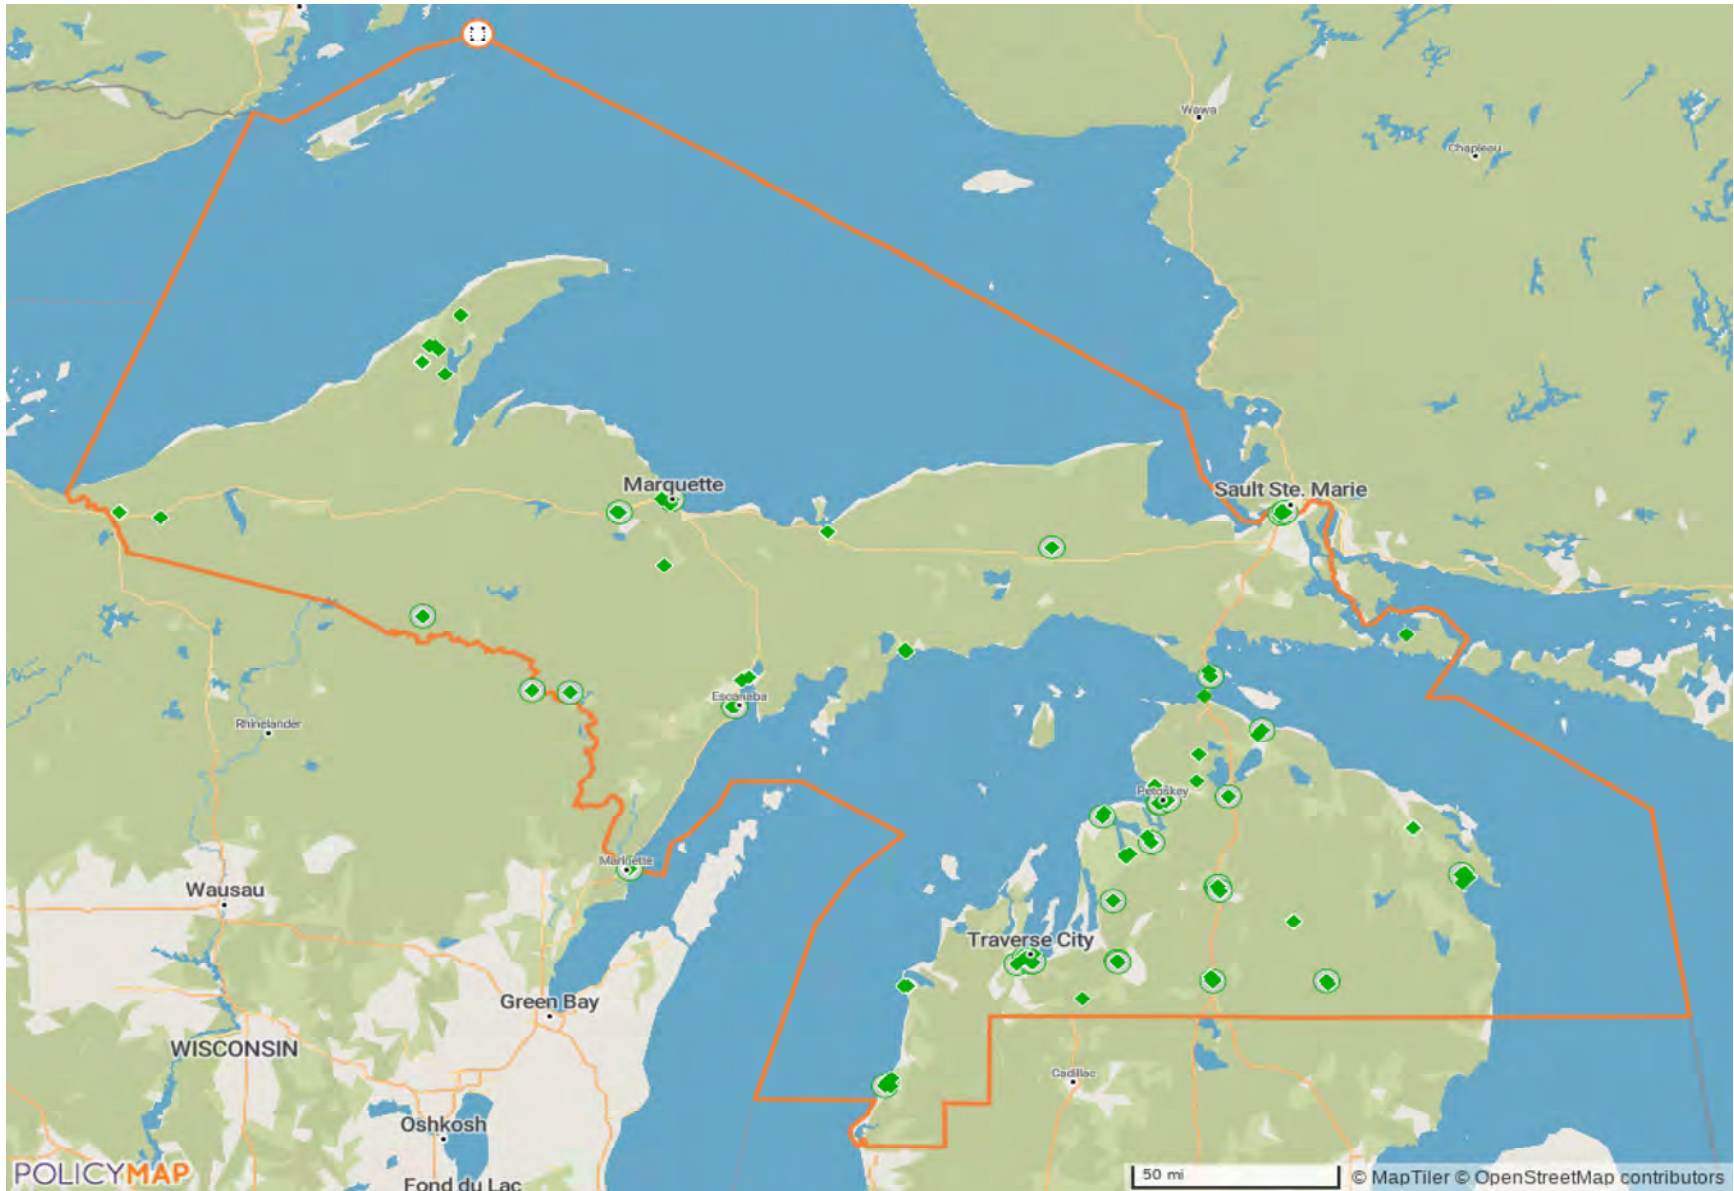 Wawa
Chapleau
Marquette
Sault Ste. Marie
Escanaba
Rhinelander
Petoskey
Marinette
Wausau
Traverse City
Green Bay
WISCONSIN
Cadillac
Oshkosh
POLICYMAP
50 mi
© MapTiler © OpenStreetMap contributors
Fond du Lac